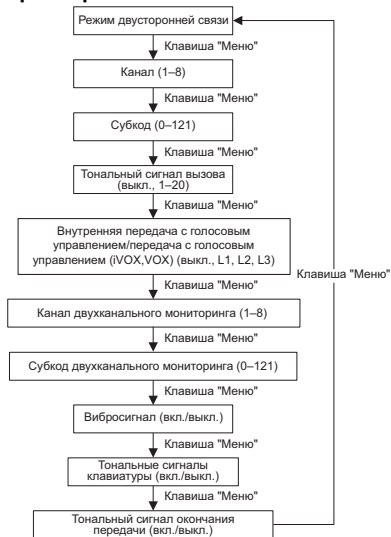 Режим двусторонней связи
Клавиша "Меню"
Канал (1–8)
Клавиша "Меню"
Субкод (0–121)
Клавиша "Меню"
Тональный сигнал вызова
(выкл., 1–20)
Клавиша "Меню"
Внутренняя передача с голосовым
управлением/передача с голосовым
управлением (iVOX,VOX) (выкл., L1, L2, L3)
Клавиша "Меню"
Клавиша "Меню"
Канал двухканального мониторинга (1–8)
Клавиша "Меню"
Субкод двухканального мониторинга (0–121)
Клавиша "Меню"
Вибросигнал (вкл./выкл.)
Клавиша "Меню"
Тональные сигналы
клавиатуры (вкл./выкл.)
Клавиша "Меню"
Тональный сигнал окончания
передачи (вкл./выкл.)